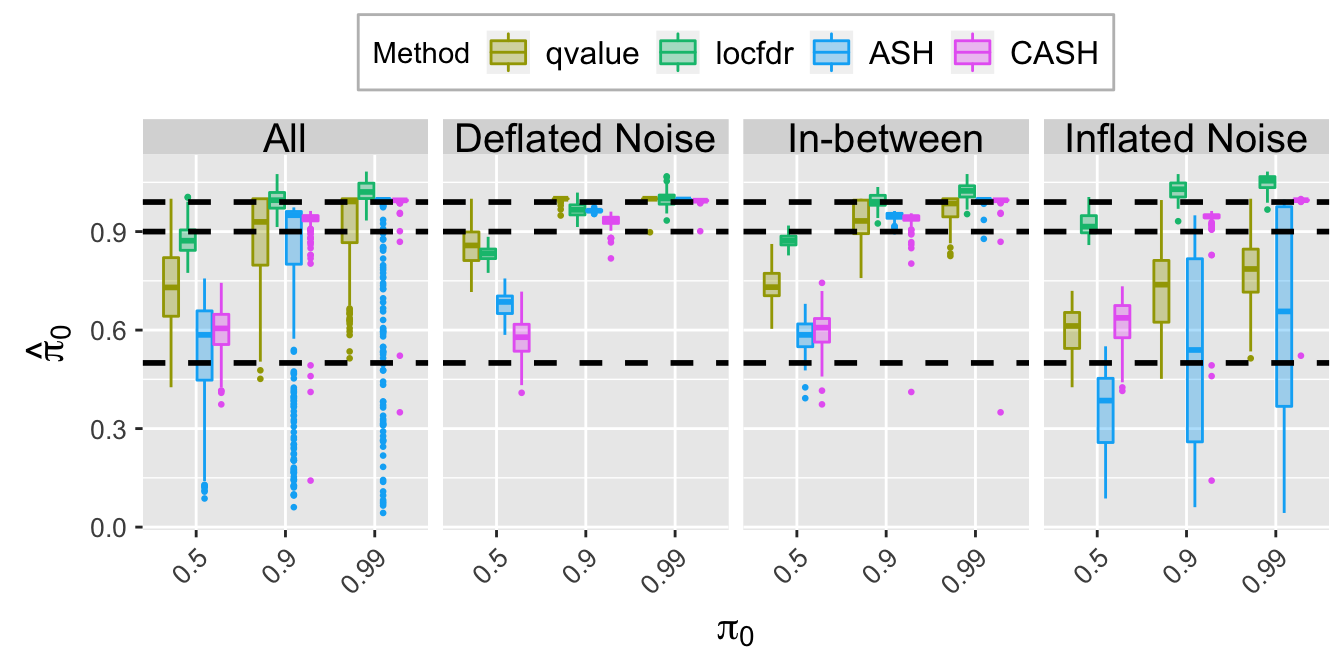 Method qvalue locfdr ASH CASH
All Deflated Noise In-between Inflated Noise
0.9
0.6
0.3
0.0
π̂₀
0.5 0.9 0.99 0.5 0.9 0.99 0.5 0.9 0.99 0.5 0.9 0.99
π₀